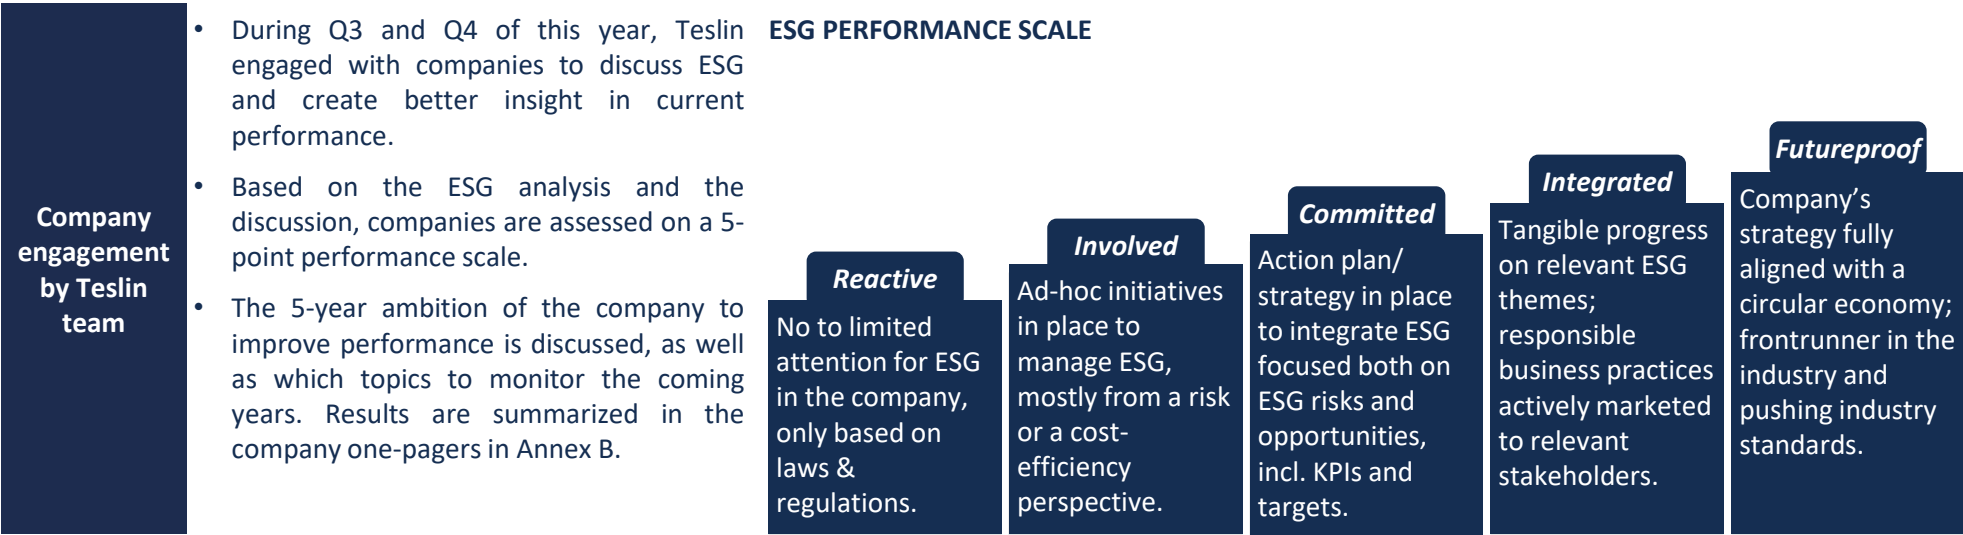 Company
engagement
by Teslin
team
• During Q3 and Q4 of this year, Teslin
engaged with companies to discuss ESG
and create better insight in current
performance.
• Based on the ESG analysis and the
discussion, companies are assessed on a 5-
point performance scale.
• The 5-year ambition of the company to
improve performance is discussed, as well
as which topics to monitor the coming
years. Results are summarized in the
company one-pagers in Annex B.
ESG PERFORMANCE SCALE
Reactive
No to limited
attention for ESG
in the company,
only based on
laws &
regulations.
Involved
Ad-hoc initiatives
in place to
manage ESG,
mostly from a risk
or a cost-
efficiency
perspective.
Committed
Action plan/
strategy in place
to integrate ESG
focused both on
ESG risks and
opportunities,
incl. KPIs and
targets.
Integrated
Tangible progress
on relevant ESG
themes;
responsible
business practices
actively marketed
to relevant
stakeholders.
Futureproof
Company’s
strategy fully
aligned with a
circular economy;
frontrunner in the
industry and
pushing industry
standards.